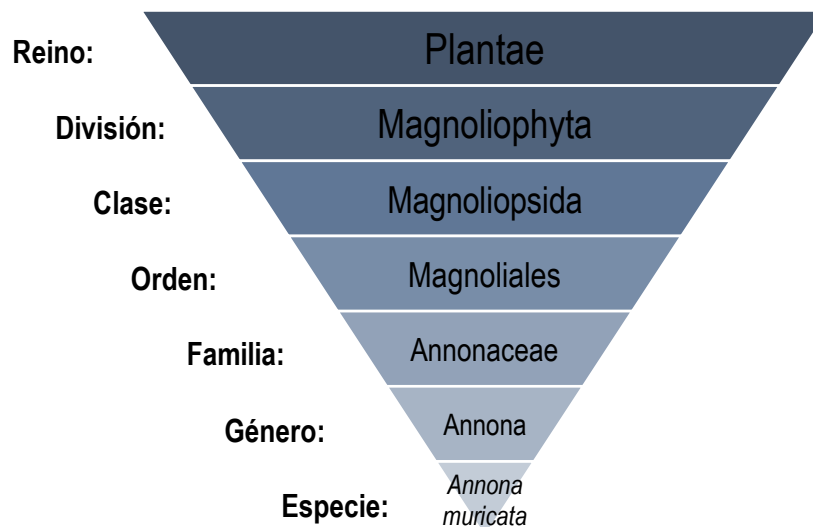 Reino: Plantae
División: Magnoliophyta
Clase: Magnoliopsida
Orden: Magnoliales
Familia: Annonaceae
Género: Annona
Especie: Annona
muricata